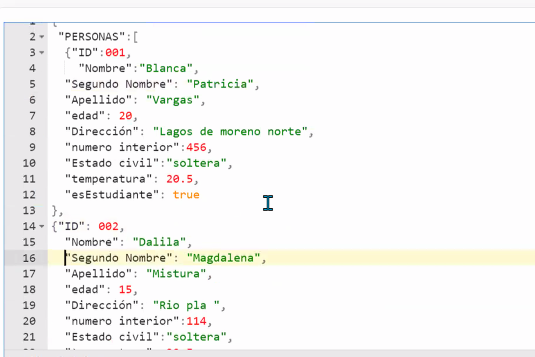 2 "PERSONAS":[
3 {"ID":001,
4 "Nombre":"Blanca",
5 "Segundo Nombre": "Patricia",
6 "Apellido": "Vargas",
7 "edad": 20,
8 "Dirección": "Lagos de moreno norte",
9 "numero interior":456,
10 "Estado civil":"soltera",
11 "temperatura": 20.5,
12 "esEstudiante": true
13 },
14 {"ID": 002,
15 "Nombre": "Dalila",
16 "Segundo Nombre": "Magdalena",
17 "Apellido": "Mistura",
18 "edad": 15,
19 "Dirección": "Rio pla ",
20 "numero interior":114,
21 "Estado civil":"soltera",